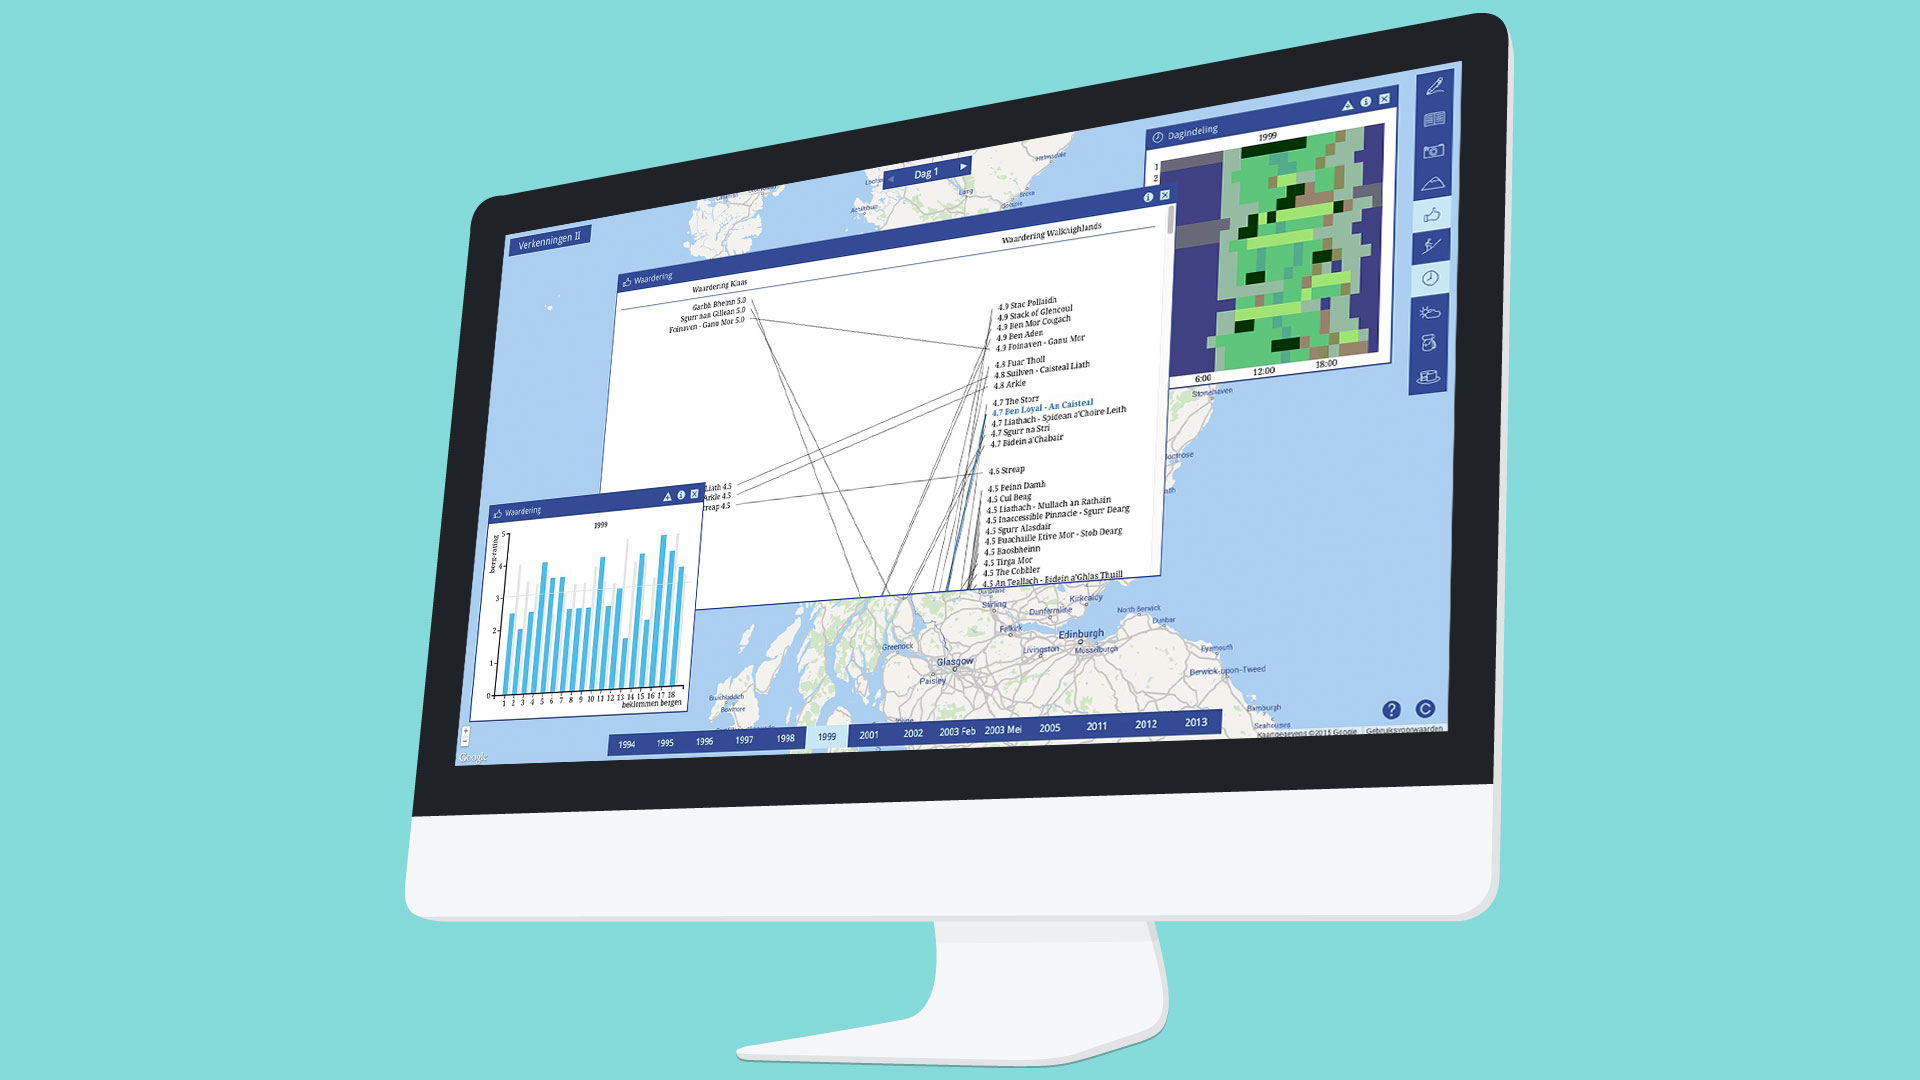 Verkenningen II
Dag 1
Helmsdale
Laing
Brora
Golspie
Achiltibuir
Dagindeling
1999
1
2
6:00
12:00
18:00
Waardering
Waardering Klaas
Waardering Walkhighlands
Garbh Bheinn 5.0
Sgurr nan Gillean 5.0
Foinaven - Ganu Mor 5.0
Liath 4.5
Arkle 4.5
treap 4.5
4.9 Stac Pollaidh
4.9 Stack of Glencoul
4.9 Ben Mor Coigach
4.9 Ben Aden
4.9 Foinaven - Ganu Mor
4.8 Fuar Tholl
4.8 Suilven - Caisteal Liath
4.8 Arkle
4.7 The Storr
4.7 Ben Loyal - An Caisteal
4.7 Liathach - Spidean a'Choire Leith
4.7 Sgurr na Stri
4.7 Bidein a'Chabair
4.6 Streap
4.5 Beinn Damh
4.5 Cul Beag
4.5 Liathach - Mullach an Rathain
4.5 Inaccessible Pinnacle - Sgurr Dearg
4.5 Sgurr Alasdair
4.5 Buachaille Etive Mor - Stob Dearg
4.5 Baosbheinn
4.5 Tirga Mor
4.5 The Cobbler
4.5 An Teallach - Bidein a'Ghlas Thuill
Waardering
1999
berg-rating
5
4
3
2
1
0
1 2 3 4 5 6 7 8 9 10 11 12 13 14 15 16 17 18
beklommen bergen
Stonehaven
Dunblane
Stirling
Kirkcaldy
Dunfermline
North Berwick
Dunbar
Falkirk
Edinburgh
Livingston
Musselburgh
Eyemouth
Berwick-upon-Tweed
Greenock
Glasgow
Paisley
Bruichladdich
Bowmore
Bamburgh
Seahouses
1994 1995 1996 1997 1998 1999 2001 2002 2003 Feb 2003 Mei 2005 2011 2012 2013
? C
+
-
Google
Kaartgegevens ©2015 Google Gebruiksvoorwaarden